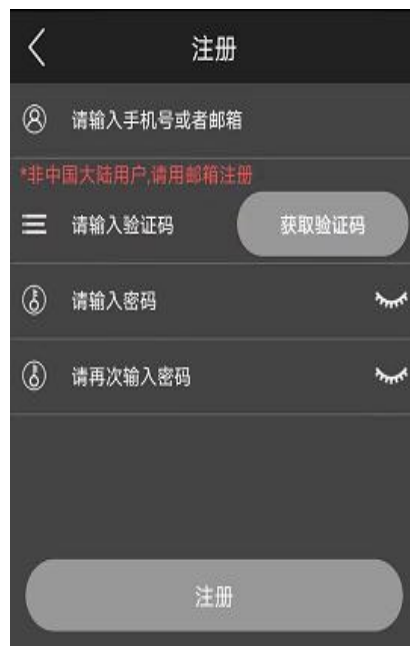 注册
请输入手机号或者邮箱
*非中国大陆用户,请用邮箱注册
请输入验证码 获取验证码
请输入密码
请再次输入密码
注册